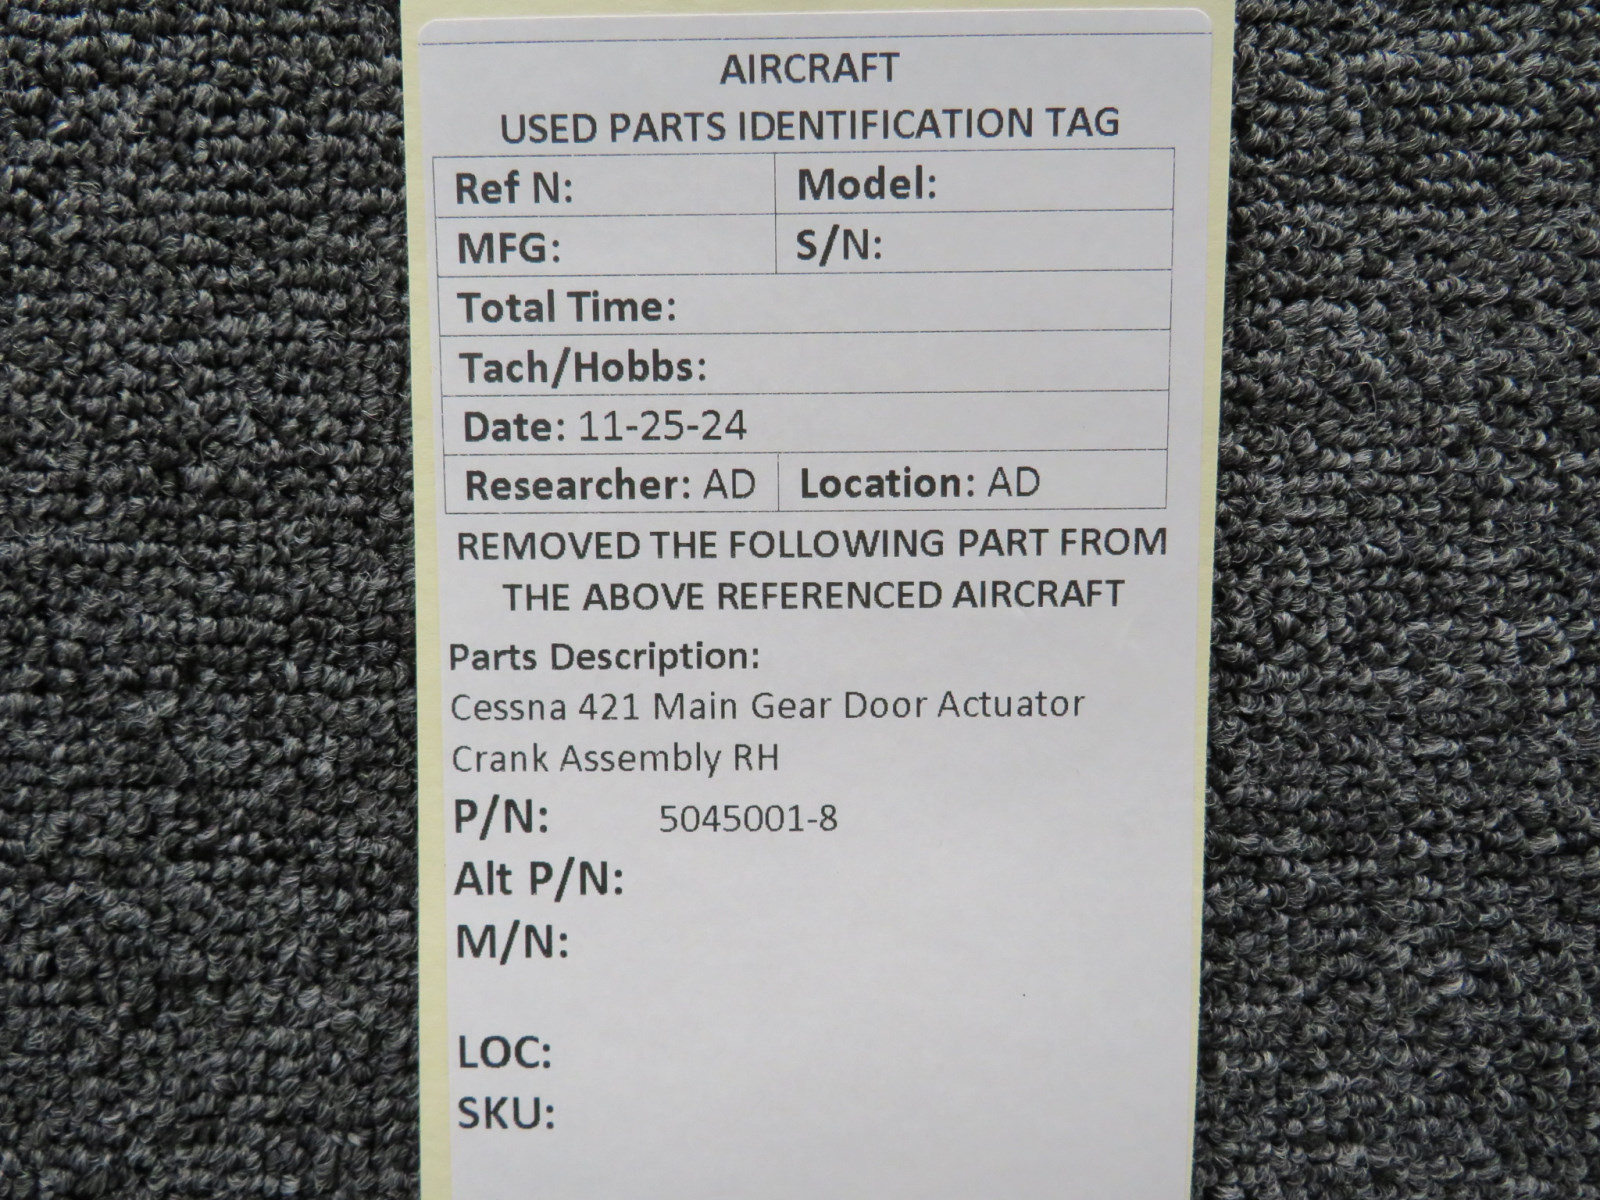 AIRCRAFT
USED PARTS IDENTIFICATION TAG
Ref N: Model:
MFG: S/N:
Total Time:
Tach/Hobbs:
Date: 11-25-24
Researcher: AD Location: AD
REMOVED THE FOLLOWING PART FROM
THE ABOVE REFERENCED AIRCRAFT
Parts Description:
Cessna 421 Main Gear Door Actuator
Crank Assembly RH
P/N: 5045001-8
Alt P/N:
M/N:
LOC:
SKU: